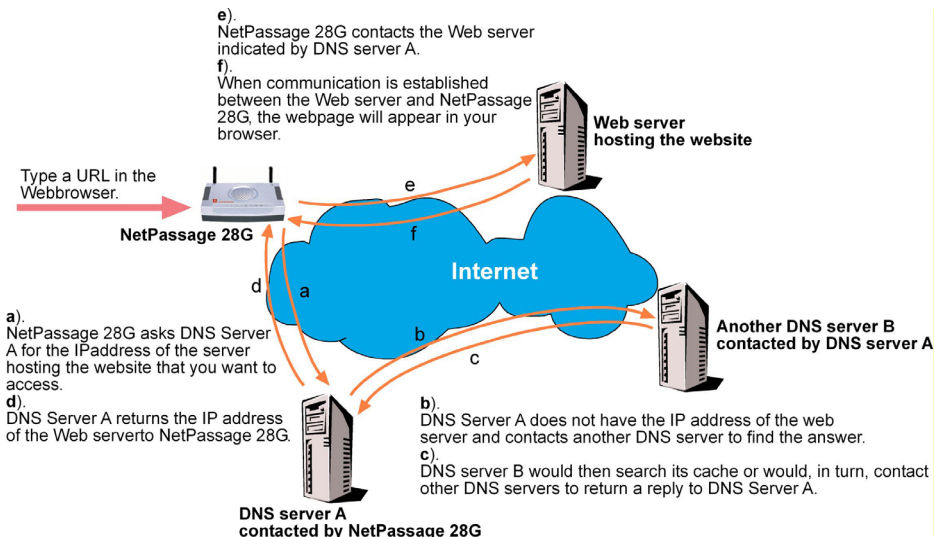 e).
NetPassage 28G contacts the Web server
indicated by DNS server A.
f).
When communication is established
between the Web server and NetPassage
28G, the webpage will appear in your
browser.
Web server
hosting the website
Type a URL in the
Webbrowser.
NetPassage 28G
e
f
d
a
Internet
b
c
Another DNS server B
contacted by DNS server A
a).
NetPassage 28G asks DNS Server
A for the IPaddress of the server
hosting the website that you want to
access.
d).
DNS Server A returns the IP address
of the Web serverto NetPassage 28G.
b).
DNS Server A does not have the IP address of the web
server and contacts another DNS server to find the answer.
c).
DNS server B would then search its cache or would, in turn, contact
other DNS servers to return a reply to DNS Server A.
DNS server A
contacted by NetPassage 28G